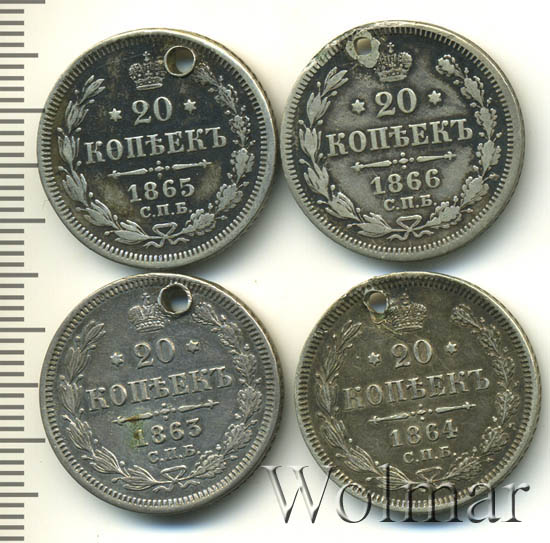 * 20 *
КОПѢЕКЪ
1865
С.П.Б
* 20 *
КОПѢЕКЪ
1866
С.П.Б.
* 20 *
КОПѢЕКЪ
1863
С.П.Б.
* 20 *
КОПѢЕКЪ
1864
С.П.Б.
Wolmar